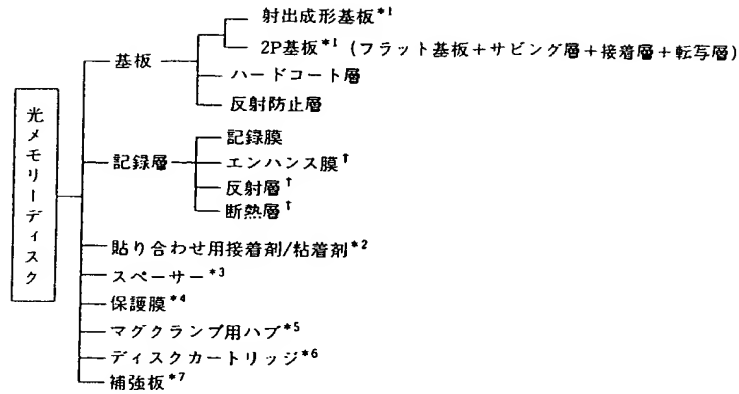 射出成形基板*1
2P基板*1 (フラット基板+サビング層+接着層+転写層)
基板
ハードコート層
反射防止層
光メモリーディスク
記録膜
記録層
エンハンス膜†
反射層†
断熱層†
貼り合わせ用接着剤/粘着剤*2
スペーサー*3
保護膜*4
マグクランプ用ハブ*5
ディスクカートリッジ*6
補強板*7